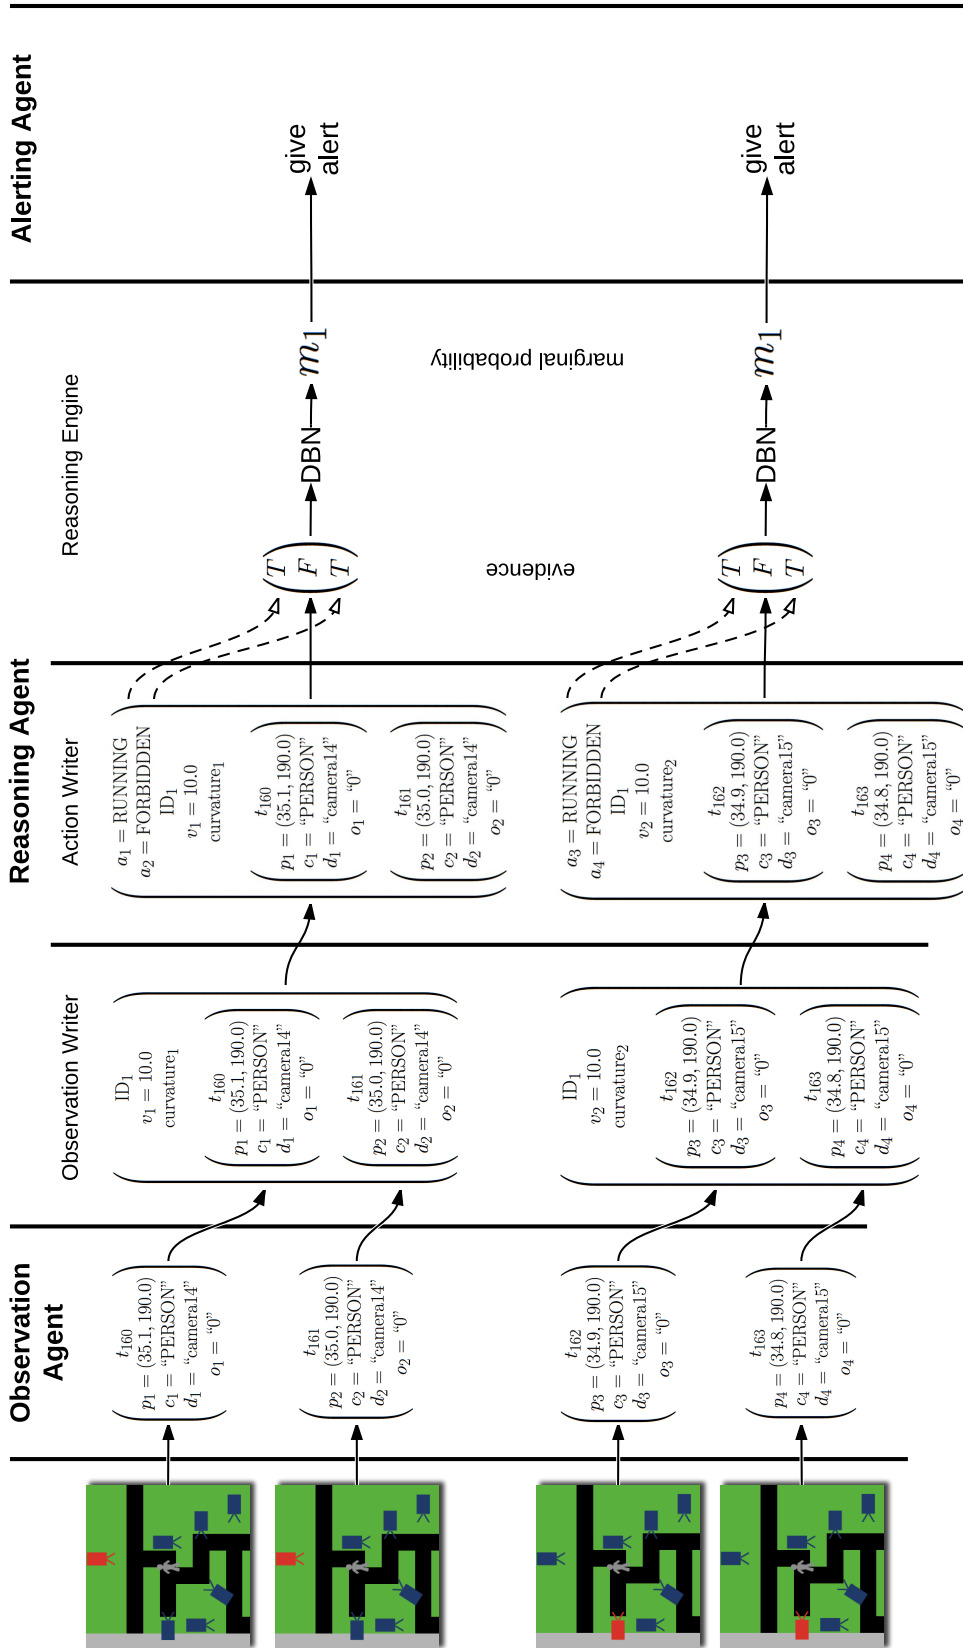 Observation
Agent
Reasoning Agent
Alerting Agent
Observation Writer
Action Writer
Reasoning Engine
t160
p1 = (35.1, 190.0)
c1 = “PERSON”
d1 = “camera14”
o1 = “0”
t161
p2 = (35.0, 190.0)
c2 = “PERSON”
d2 = “camera14”
o2 = “0”
t162
p3 = (34.9, 190.0)
c3 = “PERSON”
d3 = “camera15”
o3 = “0”
t163
p4 = (34.8, 190.0)
c4 = “PERSON”
d4 = “camera15”
o4 = “0”
ID1
v1 = 10.0
curvature1
t160
p1 = (35.1, 190.0)
c1 = “PERSON”
d1 = “camera14”
o1 = “0”
t161
p2 = (35.0, 190.0)
c2 = “PERSON”
d2 = “camera14”
o2 = “0”
ID1
v2 = 10.0
curvature2
t162
p3 = (34.9, 190.0)
c3 = “PERSON”
d3 = “camera15”
o3 = “0”
t163
p4 = (34.8, 190.0)
c4 = “PERSON”
d4 = “camera15”
o4 = “0”
a1 = RUNNING
a2 = FORBIDDEN
ID1
v1 = 10.0
curvature1
t160
p1 = (35.1, 190.0)
c1 = “PERSON”
d1 = “camera14”
o1 = “0”
t161
p2 = (35.0, 190.0)
c2 = “PERSON”
d2 = “camera14”
o2 = “0”
a3 = RUNNING
a4 = FORBIDDEN
ID1
v2 = 10.0
curvature2
t162
p3 = (34.9, 190.0)
c3 = “PERSON”
d3 = “camera15”
o3 = “0”
t163
p4 = (34.8, 190.0)
c4 = “PERSON”
d4 = “camera15”
o4 = “0”
T
F
T
DBN
m1
give
alert
evidence
marginal probability
T
F
T
DBN
m1
give
alert